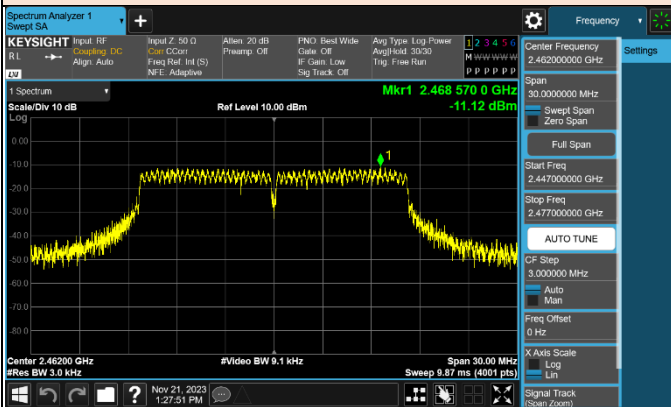 Spectrum Analyzer 1
Swept SA
Frequency
KEYSIGHT
R L
Input: RF
Coupling: DC
Align: Auto
Input Z: 50 Ω
Corr CCorr
Freq Ref: Int (S)
NFE: Adaptive
Atten: 20 dB
Preamp: Off
PNO: Best Wide
Gate: Off
IF Gain: Low
Sig Track: Off
Avg Type: Log-Power
Avg|Hold: 30/30
Trig: Free Run
1 2 3 4 5 6
M W W W W W
P P P P P P
1 Spectrum
Scale/Div 10 dB
Log
Ref Level 10.00 dBm
Mkr1 2.468 570 0 GHz
-11.12 dBm
0.00
-10.0
-20.0
-30.0
-40.0
-50.0
-60.0
-70.0
-80.0
1
Center 2.46200 GHz
#Res BW 3.0 kHz
#Video BW 9.1 kHz
Span 30.00 MHz
Sweep 9.87 ms (4001 pts)
Nov 21, 2023
1:27:51 PM
Center Frequency
2.462000000 GHz
Settings
Span
30.0000000 MHz
Swept Span
Zero Span
Full Span
Start Freq
2.447000000 GHz
Stop Freq
2.477000000 GHz
AUTO TUNE
CF Step
3.000000 MHz
Auto
Man
Freq Offset
0 Hz
X Axis Scale
Log
Lin
Signal Track
(Span Zoom)